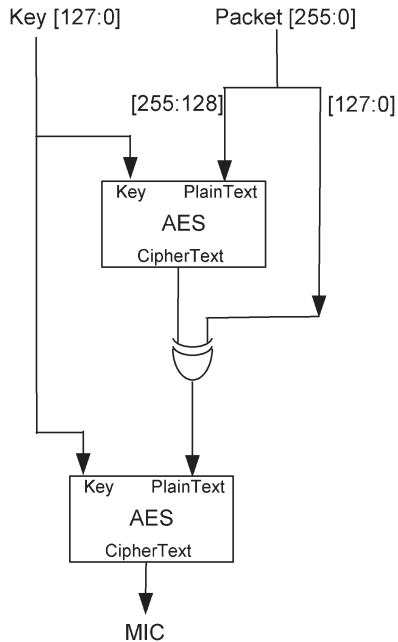 Key [127:0] Packet [255:0]
[255:128] [127:0]
Key PlainText
AES
CipherText
Key PlainText
AES
CipherText
MIC